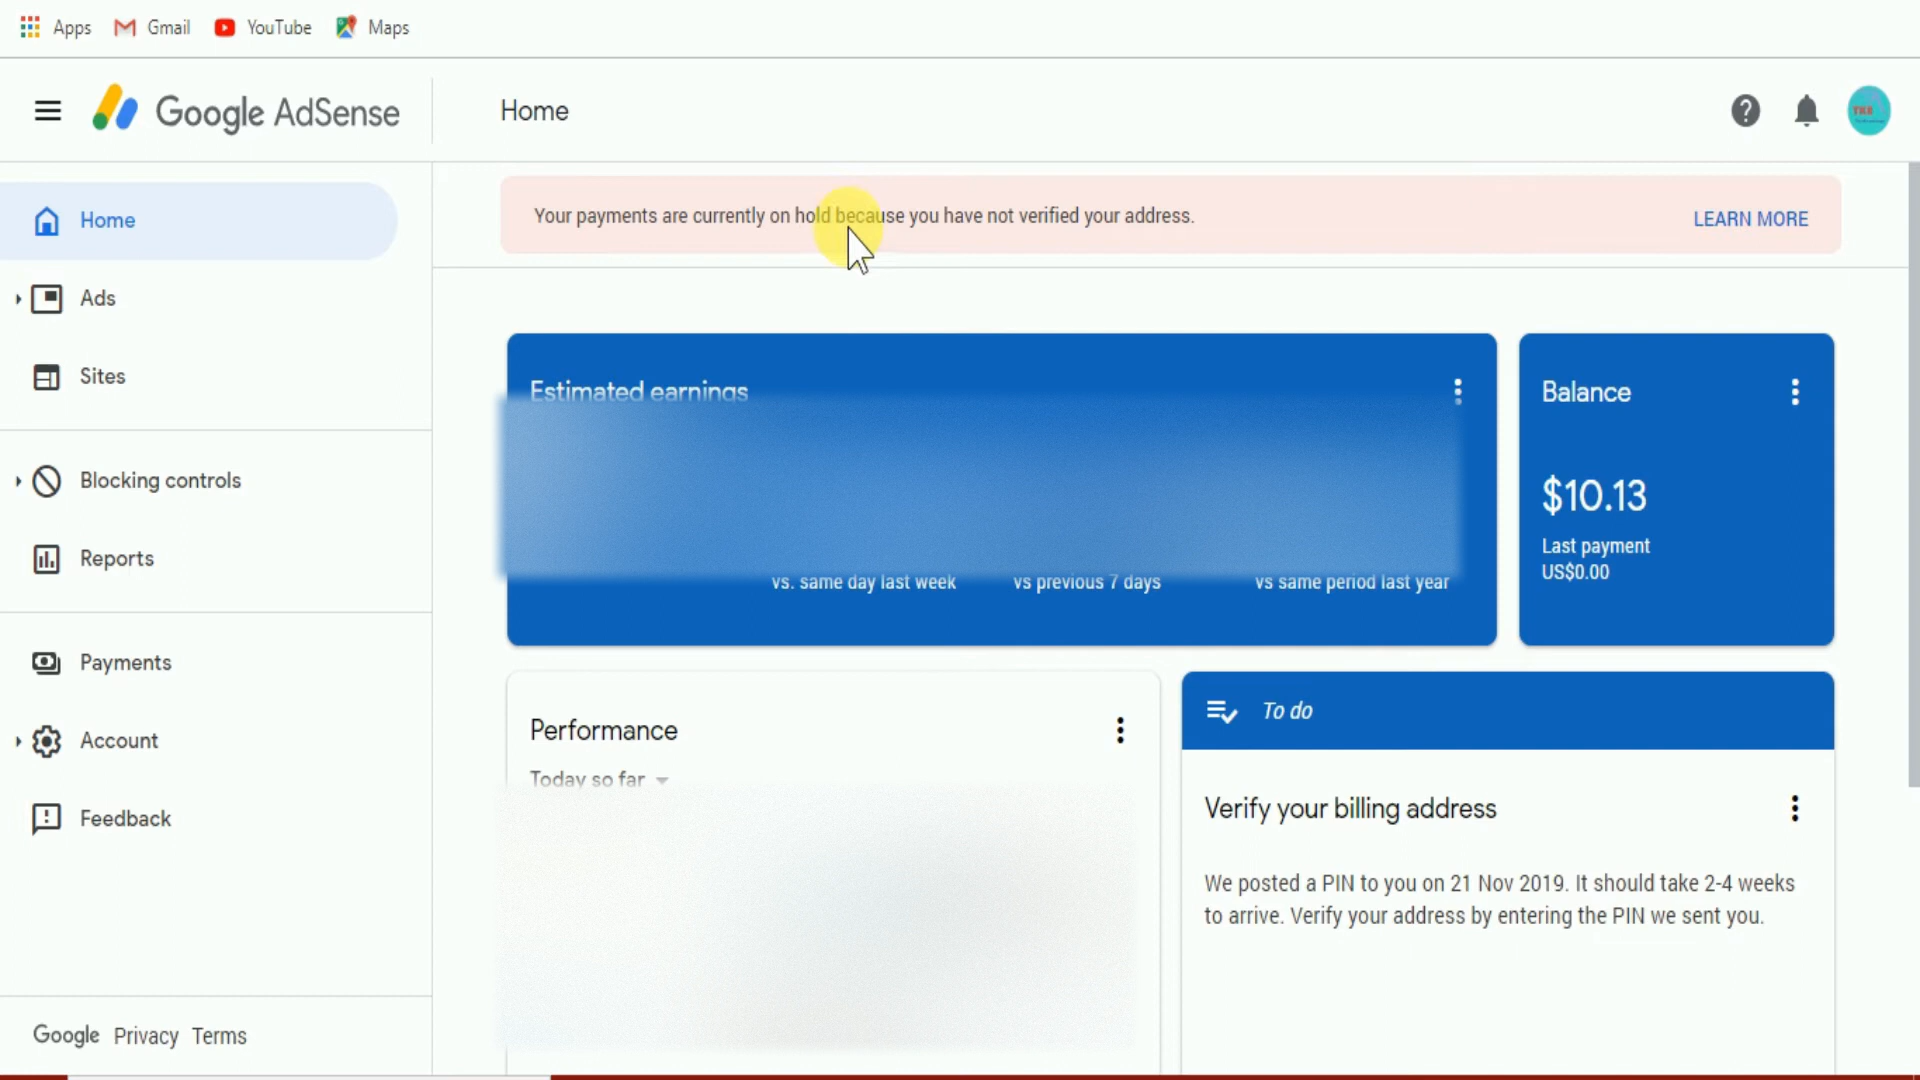 Apps Gmail YouTube Maps
Google AdSense
Home
Your payments are currently on hold because you have not verified your address.
LEARN MORE
Home
Ads
Sites
Blocking controls
Reports
Payments
Account
Feedback
Google Privacy Terms
Estimated earnings
vs. same day last week
vs previous 7 days
vs same period last year
Balance
$10.13
Last payment
US$0.00
Performance
Today so far
To do
Verify your billing address
We posted a PIN to you on 21 Nov 2019. It should take 2-4 weeks
to arrive. Verify your address by entering the PIN we sent you.